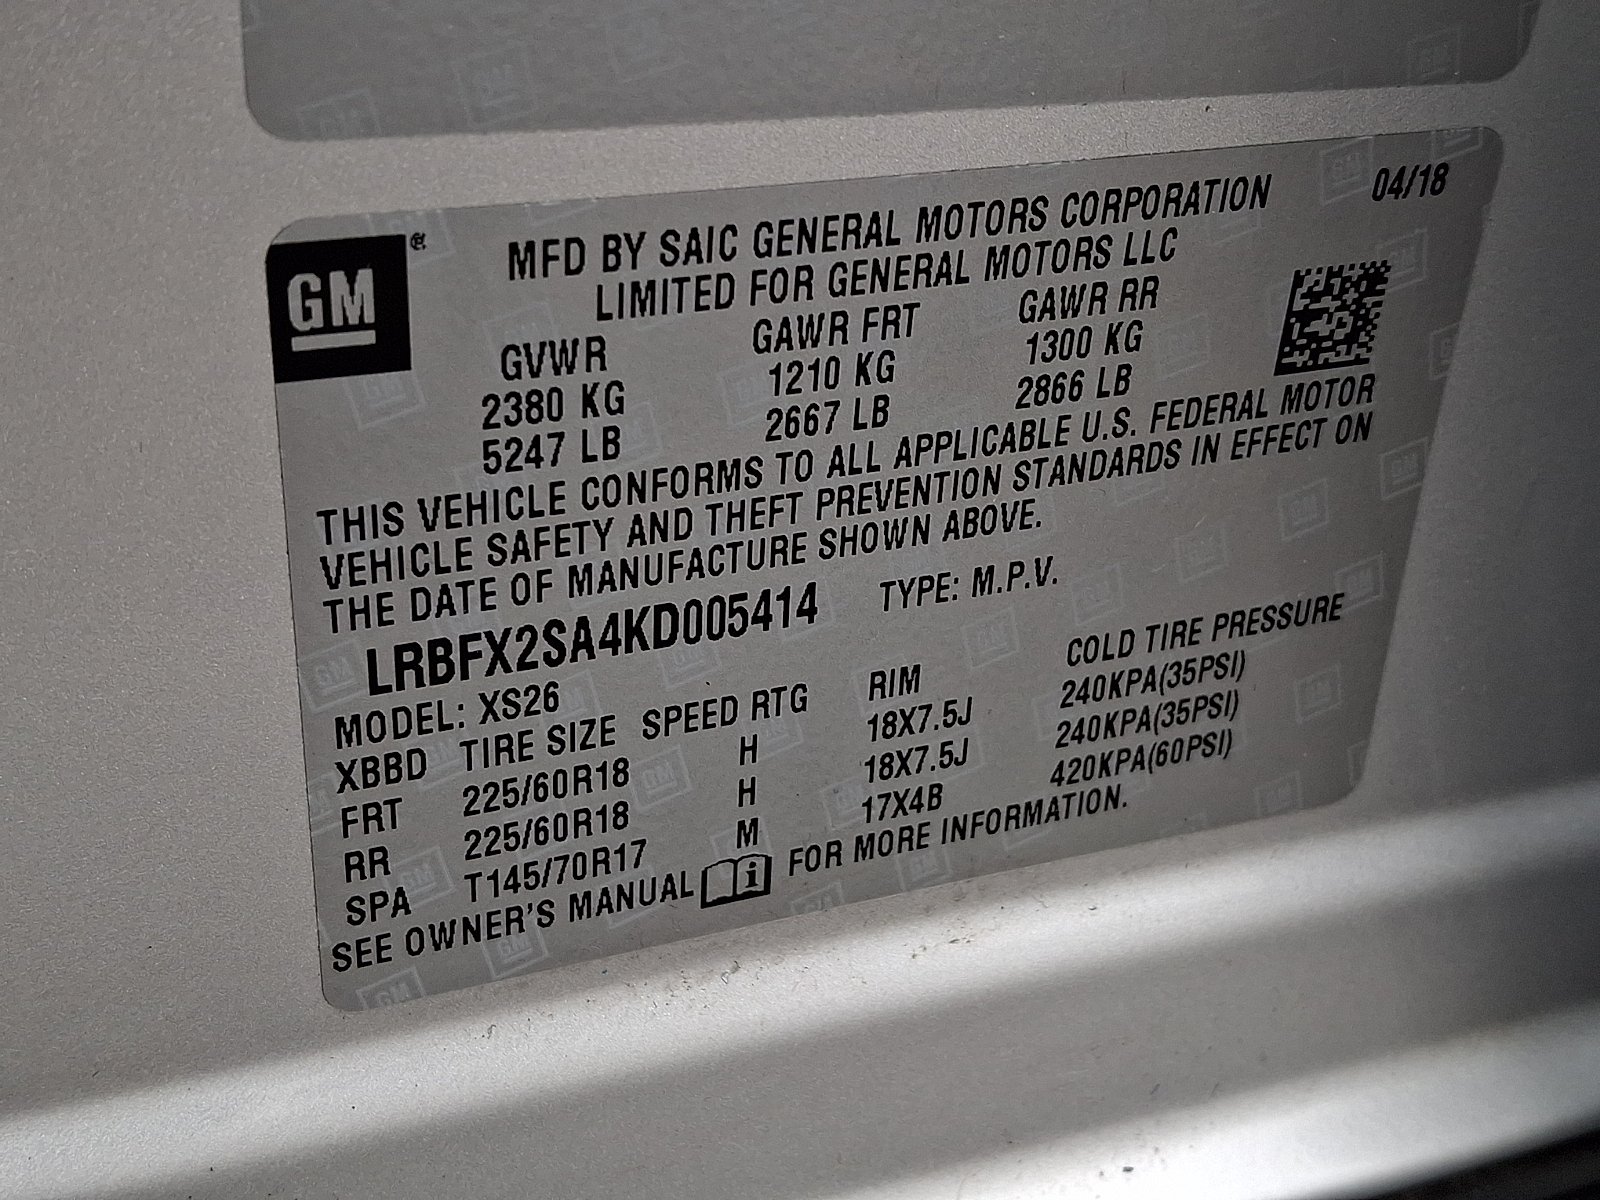 GM®
MFD BY SAIC GENERAL MOTORS CORPORATION 04/18
LIMITED FOR GENERAL MOTORS LLC
GVWR GAWR FRT GAWR RR
2380 KG 1210 KG 1300 KG
5247 LB 2667 LB 2866 LB
THIS VEHICLE CONFORMS TO ALL APPLICABLE U.S. FEDERAL MOTOR
VEHICLE SAFETY AND THEFT PREVENTION STANDARDS IN EFFECT ON
THE DATE OF MANUFACTURE SHOWN ABOVE.
LRBFX2SA4KD005414 TYPE: M.P.V.
MODEL: XS26
XBBD TIRE SIZE SPEED RTG RIM COLD TIRE PRESSURE
FRT 225/60R18 H 18X7.5J 240KPA(35PSI)
RR 225/60R18 H 18X7.5J 240KPA(35PSI)
SPA T145/70R17 M 17X4B 420KPA(60PSI)
SEE OWNER'S MANUAL i FOR MORE INFORMATION.